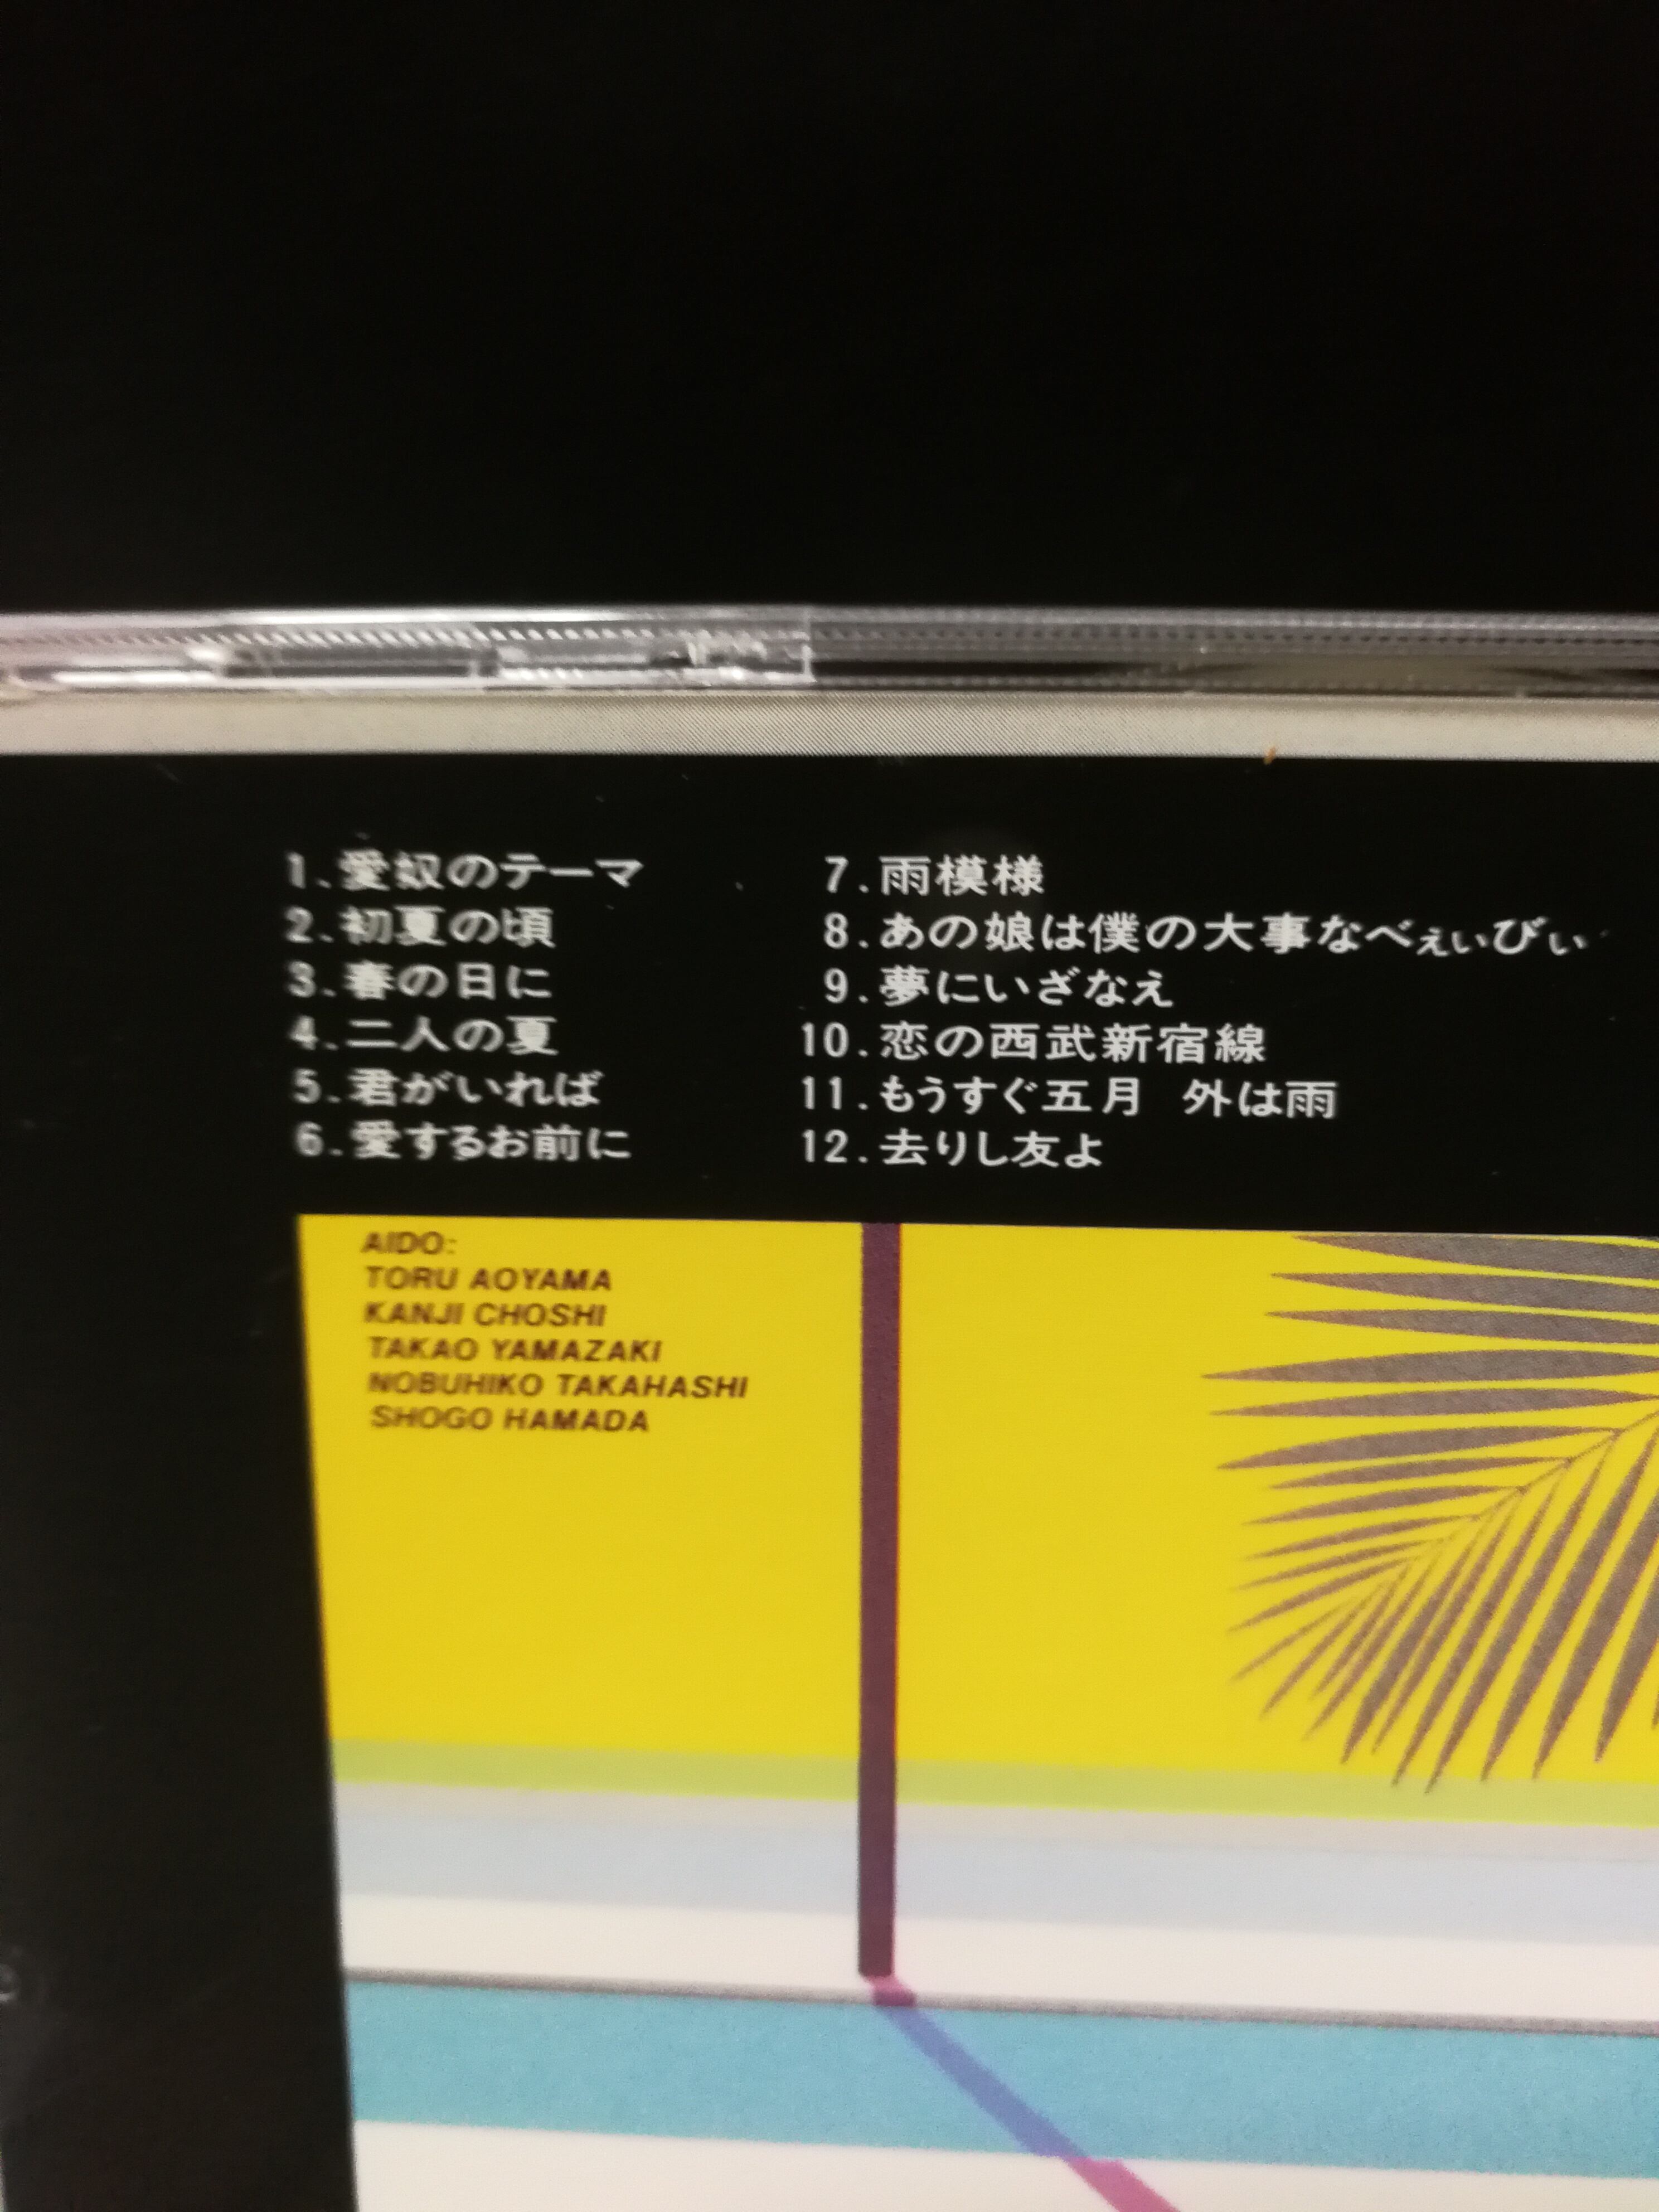 1.愛奴のテーマ
2.初夏の頃
3.春の日に
4.二人の夏
5.君がいれば
6.愛するお前に
7.雨模様
8.あの娘は僕の大事なべぇぃびぃ
9.夢にいざなえ
10.恋の西武新宿線
11.もうすぐ五月 外は雨
12.去りし友よ
AIDO:
TORU AOYAMA
KANJI CHOSHI
TAKAO YAMAZAKI
NOBUHIKO TAKAHASHI
SHOGO HAMADA